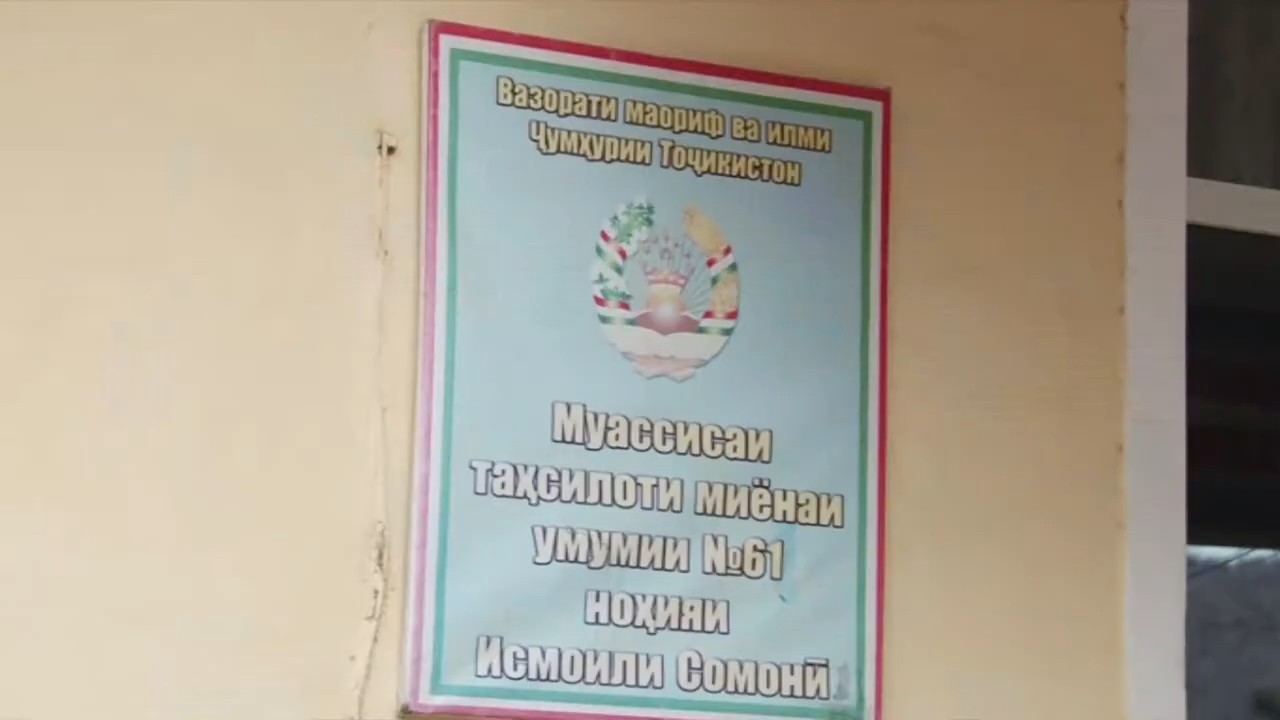 Вазорати маориф ва илми
Ҷумҳурии Тоҷикистон
Муассисаи
таҳсилоти миёнаи
умумии №61
ноҳияи
Исмоили Сомонӣ